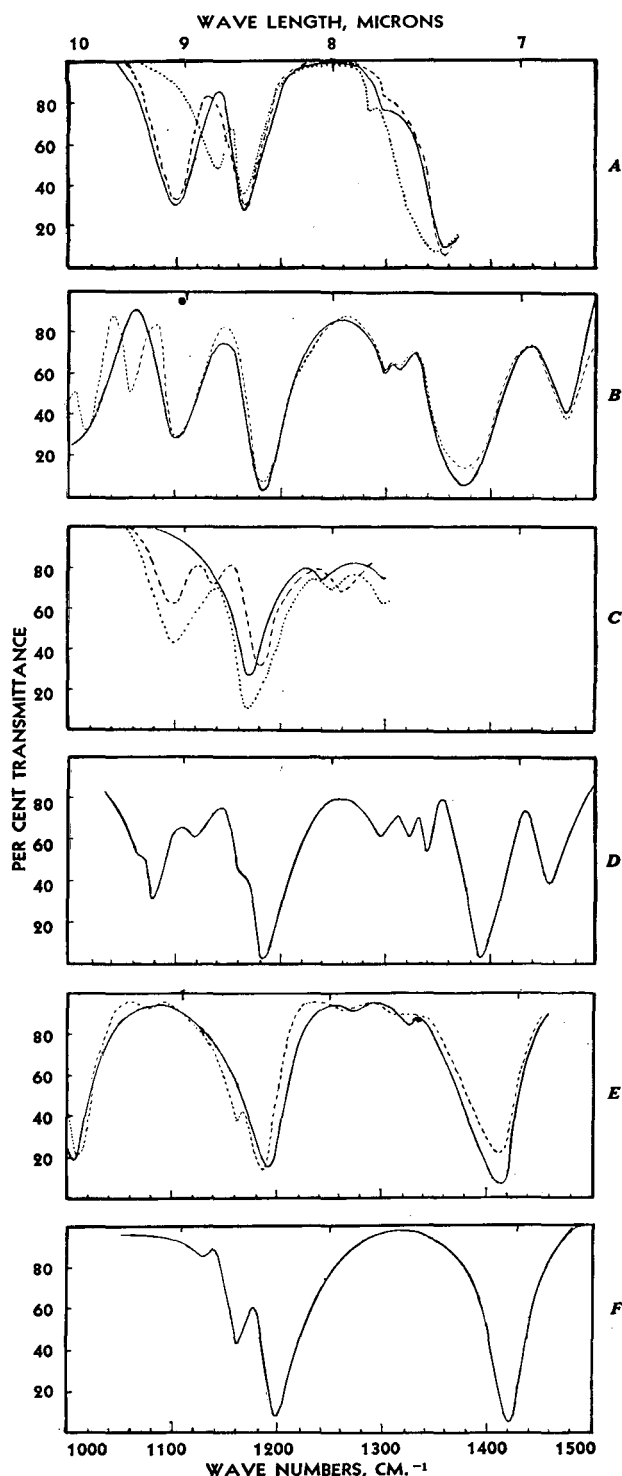 WAVE LENGTH, MICRONS
10 9 8 7
80
60
40
20
A
80
60
40
20
B
80
60
40
20
C
PER CENT TRANSMITTANCE
80
60
40
20
D
80
60
40
20
E
80
60
40
20
F
1000 1100 1200 1300 1400 1500
WAVE NUMBERS, CM.⁻¹